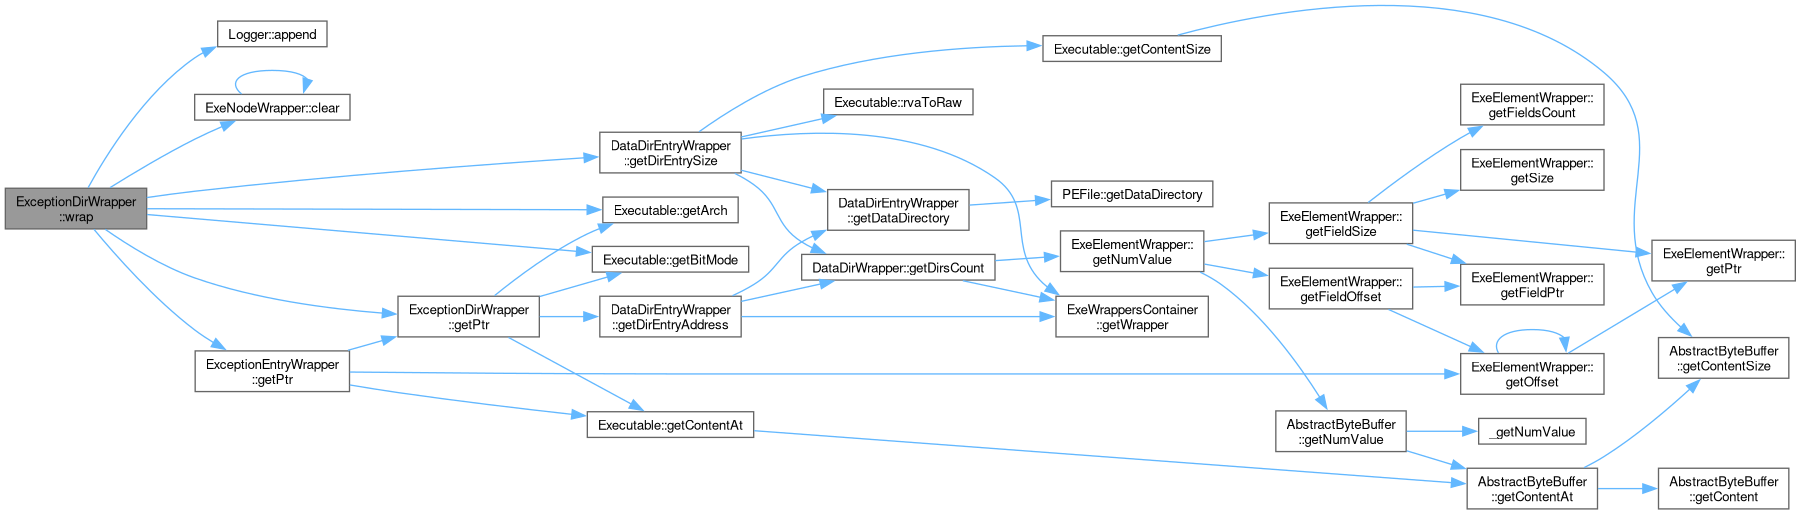 ExceptionDirWrapper
::wrap
Logger::append
ExeNodeWrapper::clear
DataDirEntryWrapper
::getDirEntrySize
Executable::getArch
Executable::getBitMode
ExceptionDirWrapper
::getPtr
ExceptionEntryWrapper
::getPtr
DataDirEntryWrapper
::getDirEntryAddress
Executable::getContentAt
Executable::getContentSize
Executable::rvaToRaw
DataDirEntryWrapper
::getDataDirectory
DataDirWrapper::getDirsCount
PEFile::getDataDirectory
ExeElementWrapper::
getNumValue
ExeWrappersContainer
::getWrapper
ExeElementWrapper::
getFieldSize
ExeElementWrapper::
getFieldOffset
AbstractByteBuffer
::getNumValue
ExeElementWrapper::
getFieldsCount
ExeElementWrapper::
getSize
ExeElementWrapper::
getFieldPtr
ExeElementWrapper::
getOffset
_getNumValue
AbstractByteBuffer
::getContentAt
ExeElementWrapper::
getPtr
AbstractByteBuffer
::getContentSize
AbstractByteBuffer
::getContent